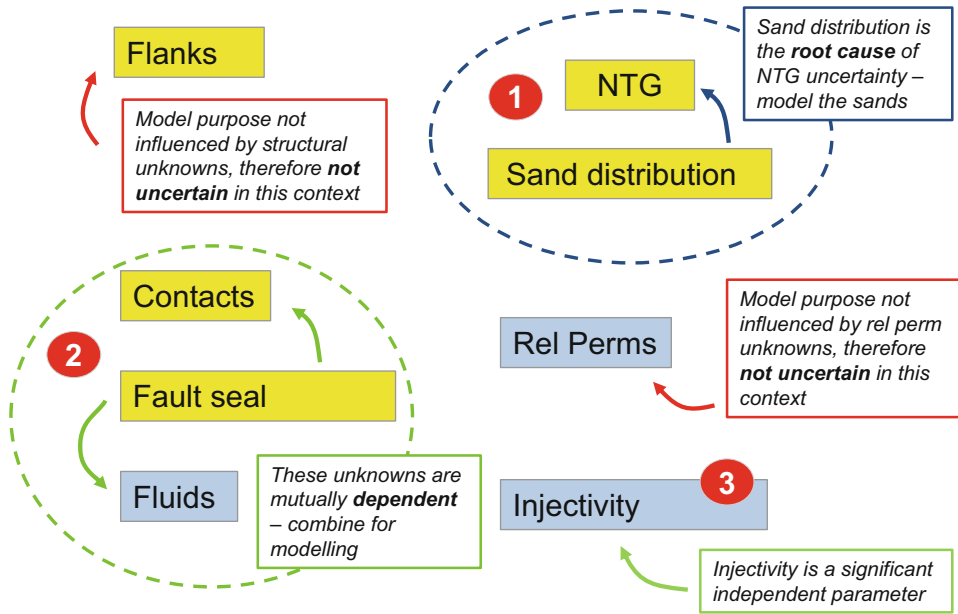 Flanks
Model purpose not
influenced by structural
unknowns, therefore not
uncertain in this context
1
NTG
Sand distribution
Sand distribution is
the root cause of
NTG uncertainty –
model the sands
2
Contacts
Fault seal
Fluids
These unknowns are
mutually dependent
– combine for
modelling
Rel Perms
Model purpose not
influenced by rel perm
unknowns, therefore
not uncertain in this
context
3
Injectivity
Injectivity is a significant
independent parameter